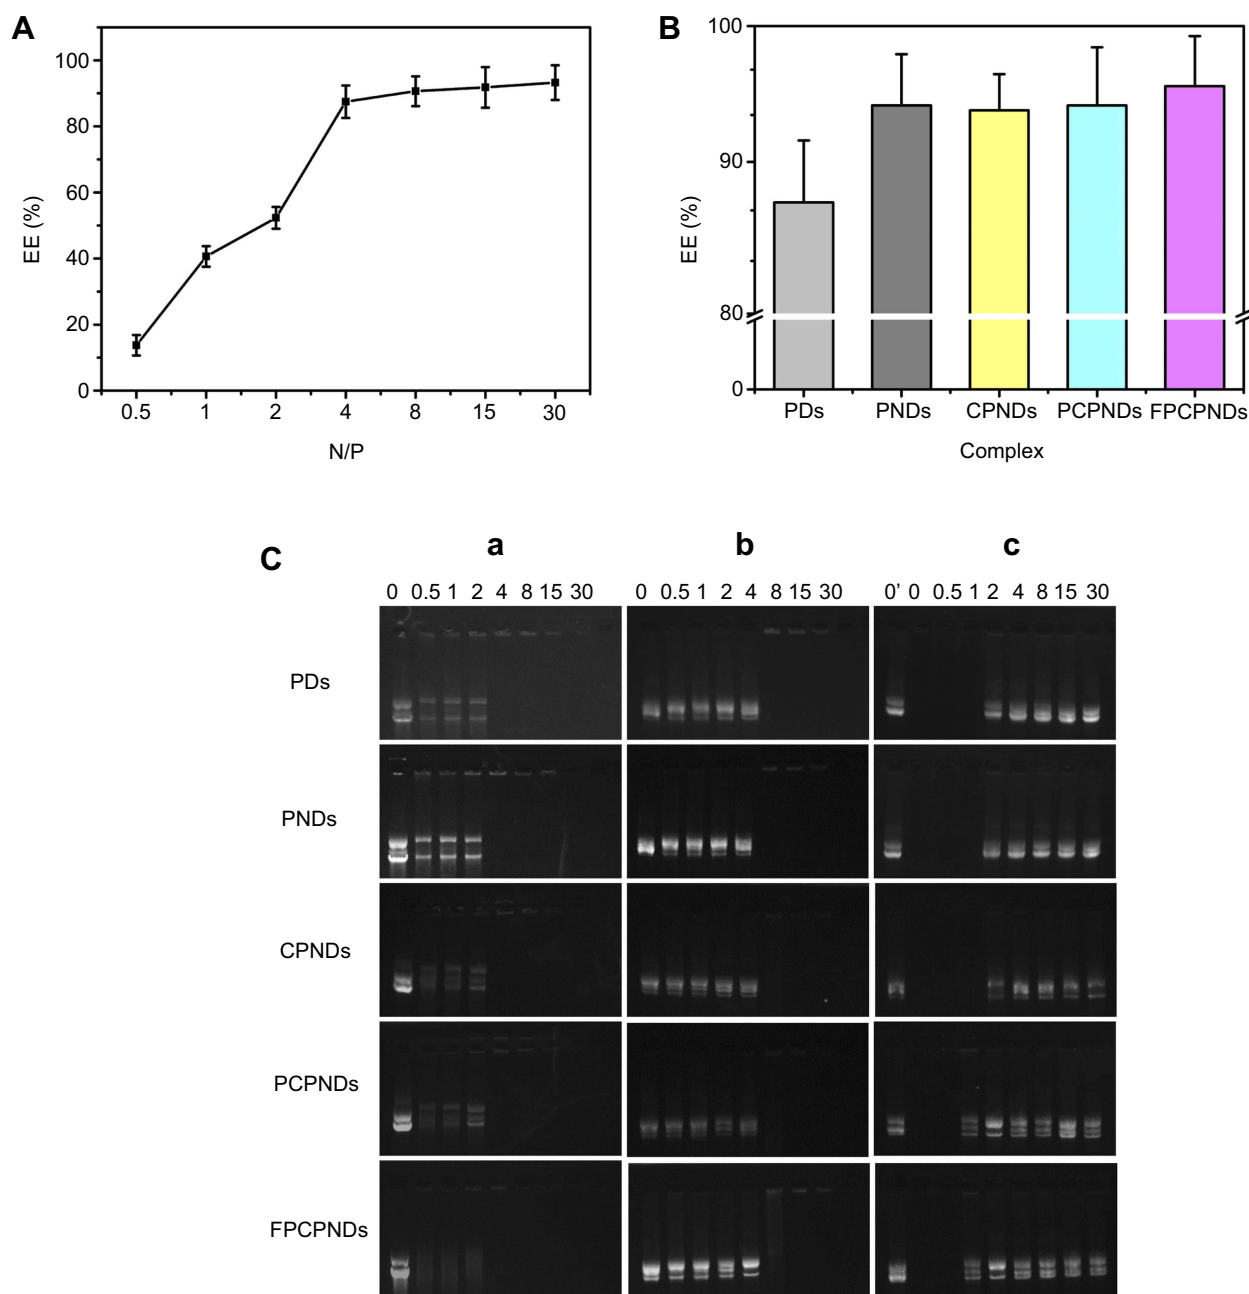 A
100
80
60
40
20
0
EE (%)
0.5 1 2 4 8 15 30
N/P
B
100
90
80
0
EE (%)
PDs PNDs CPNDs PCPNDs FPCPNDs
Complex
C
a b c
0 0.5 1 2 4 8 15 30 0 0.5 1 2 4 8 15 30 0' 0 0.5 1 2 4 8 15 30
PDs
PNDs
CPNDs
PCPNDs
FPCPNDs